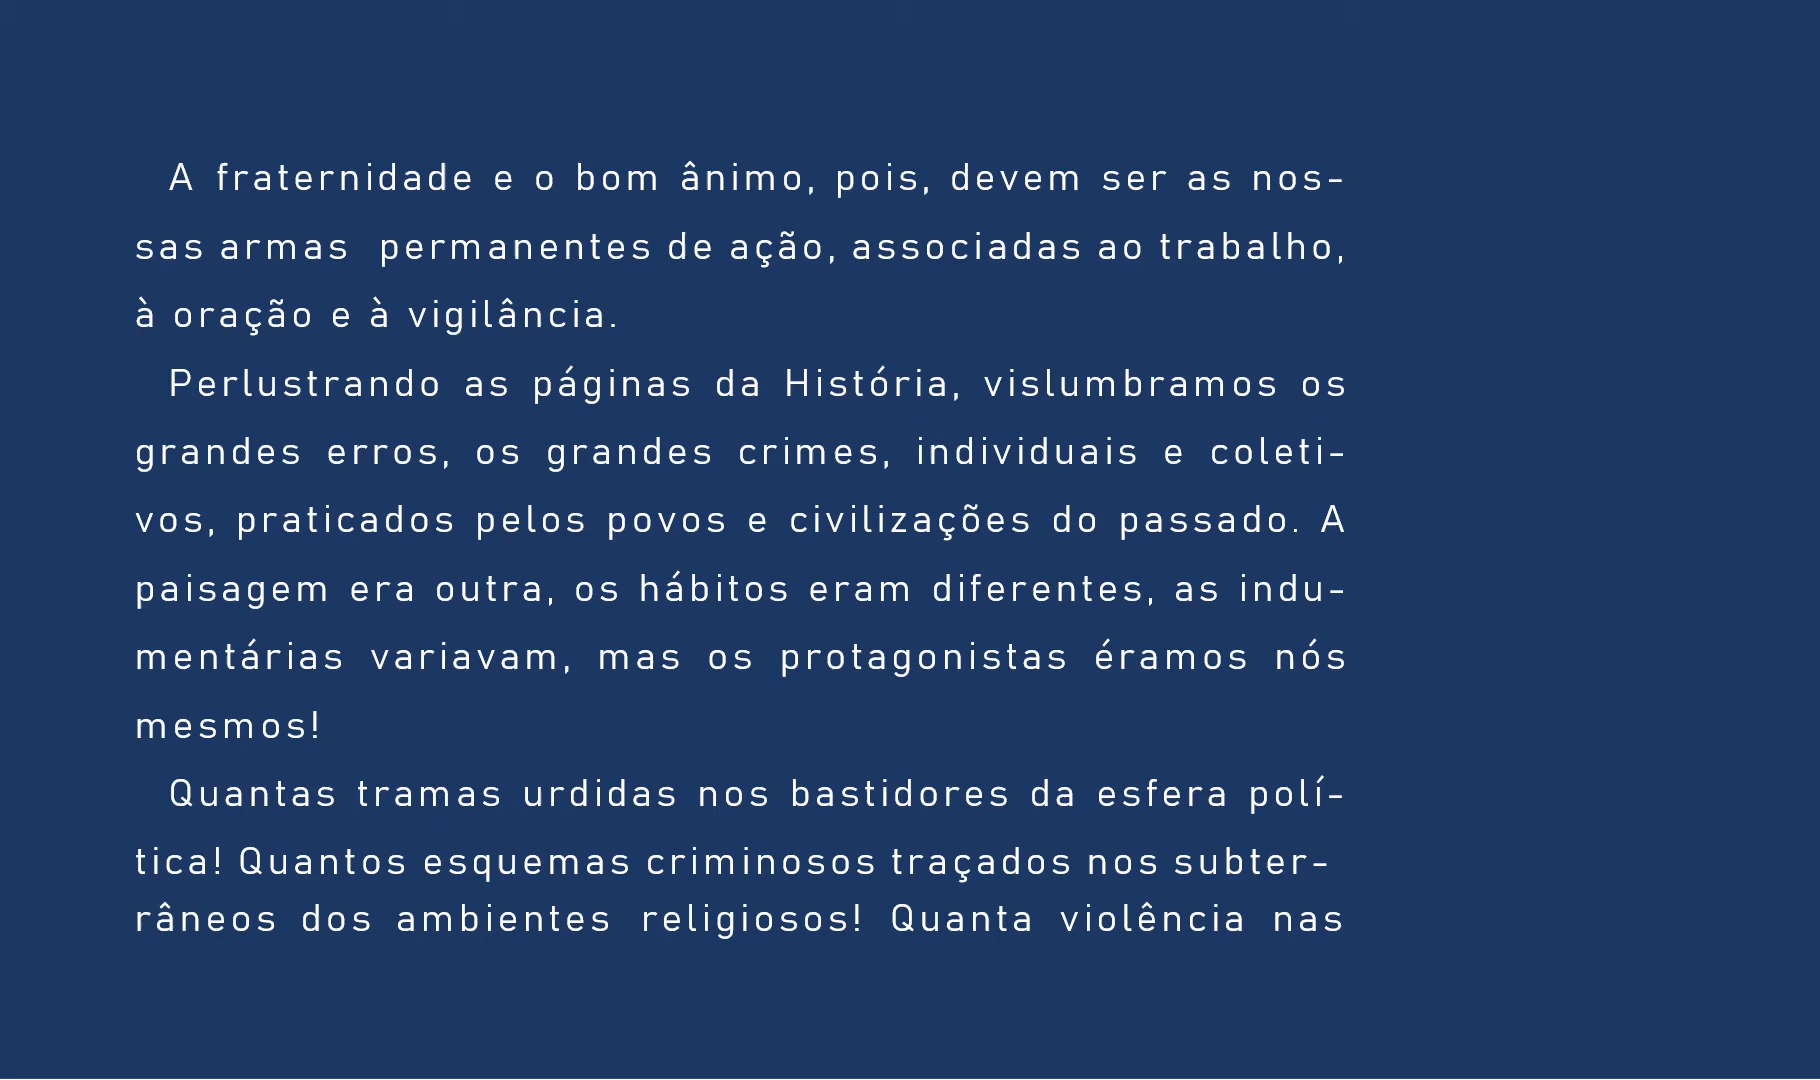 A fraternidade e o bom ânimo, pois, devem ser as nos-
sas armas permanentes de ação, associadas ao trabalho,
à oração e à vigilância.
Perlustrando as páginas da História, vislumbramos os
grandes erros, os grandes crimes, individuais e coleti-
vos, praticados pelos povos e civilizações do passado. A
paisagem era outra, os hábitos eram diferentes, as indu-
mentárias variavam, mas os protagonistas éramos nós
mesmos!
Quantas tramas urdidas nos bastidores da esfera polí-
tica! Quantos esquemas criminosos traçados nos subter-
râneos dos ambientes religiosos! Quanta violência nas